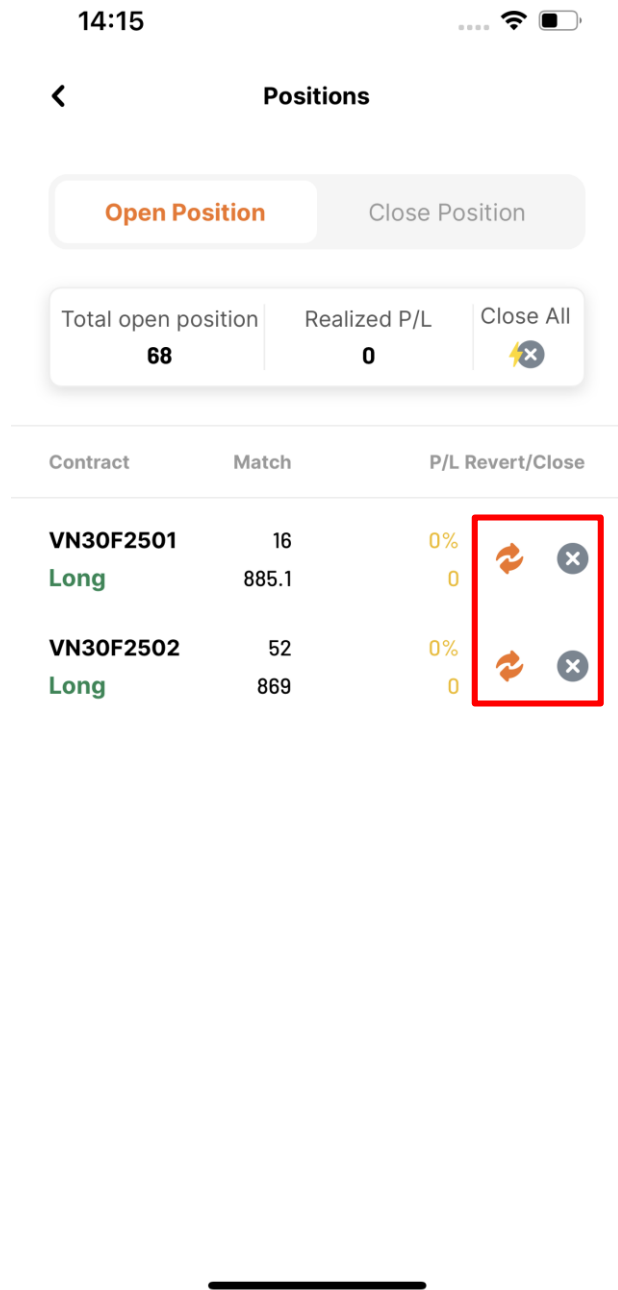 14:15
Positions
Open Position Close Position
Total open position Realized P/L Close All
68 0
Contract Match P/L Revert/Close
VN30F2501 16 0%
Long 885.1 0
VN30F2502 52 0%
Long 869 0